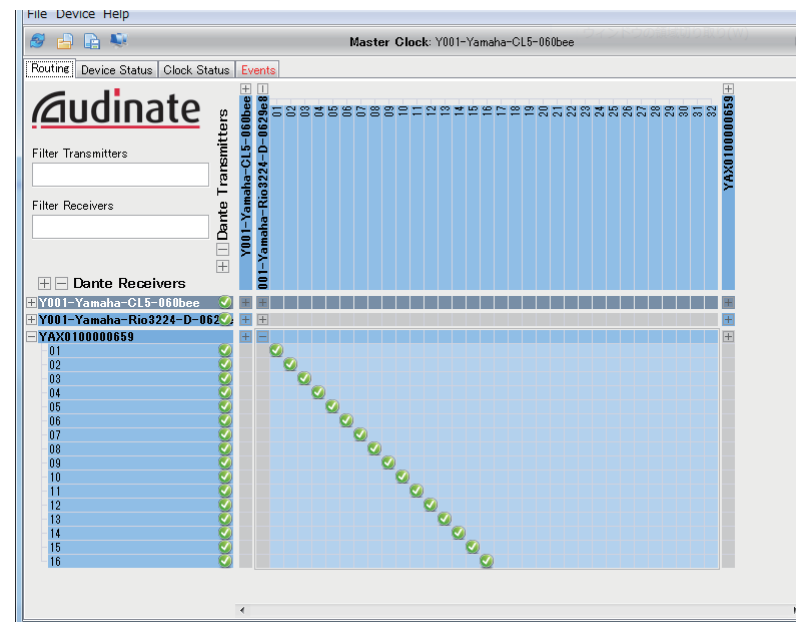 File Device Help
Master Clock: Y001-Yamaha-CL5-060bee
Routing Device Status Clock Status Events
Audinate
Filter Transmitters
Filter Receivers
Dante Transmitters
Y001-Yamaha-CL5-060bee
001-Yamaha-Rio3224-D-0629e8
01 02 03 04 05 06 07 08 09 10 11 12 13 14 15 16 17 18 19 20 21 22 23 24 25 26 27 28 29 30 31 32
YAX0100000659
Dante Receivers
Y001-Yamaha-CL5-060bee
Y001-Yamaha-Rio3224-D-062
YAX0100000659
01
02
03
04
05
06
07
08
09
10
11
12
13
14
15
16